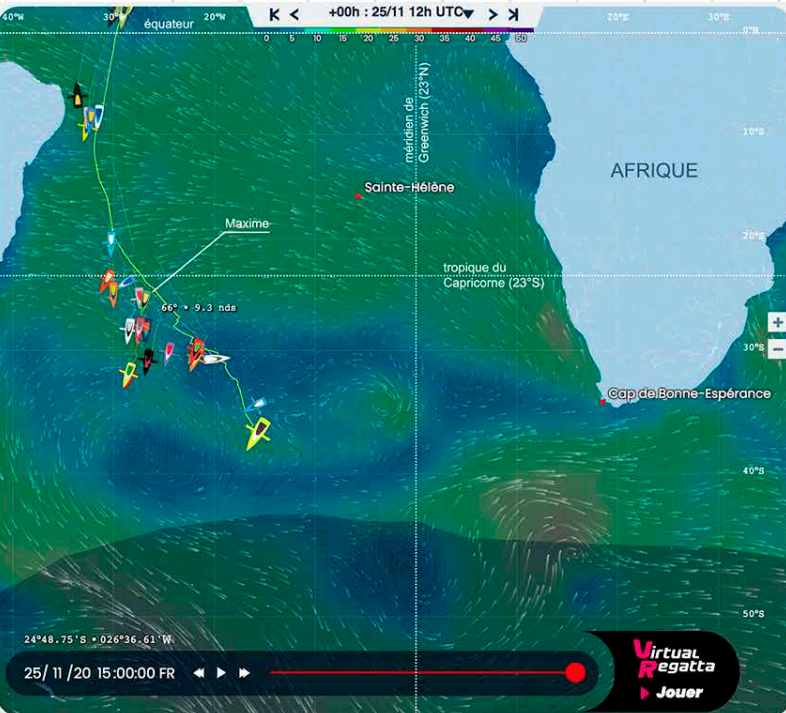 +00h : 25/11 12h UTC
40°W 30°W 20°W 20°E 30°E
0 5 10 15 20 25 30 35 40 45 50
équateur
0°N
méridien de
Greenwich (23°N)
10°S
AFRIQUE
Sainte-Hélène
Maxime
20°S
tropique du
Capricorne (23°S)
66° • 9.3 nds
+
30°S
−
Cap de Bonne-Espérance
40°S
50°S
24°48.75'S • 026°36.61'W
25/ 11 /20 15:00:00 FR
Virtual
Regatta
Jouer